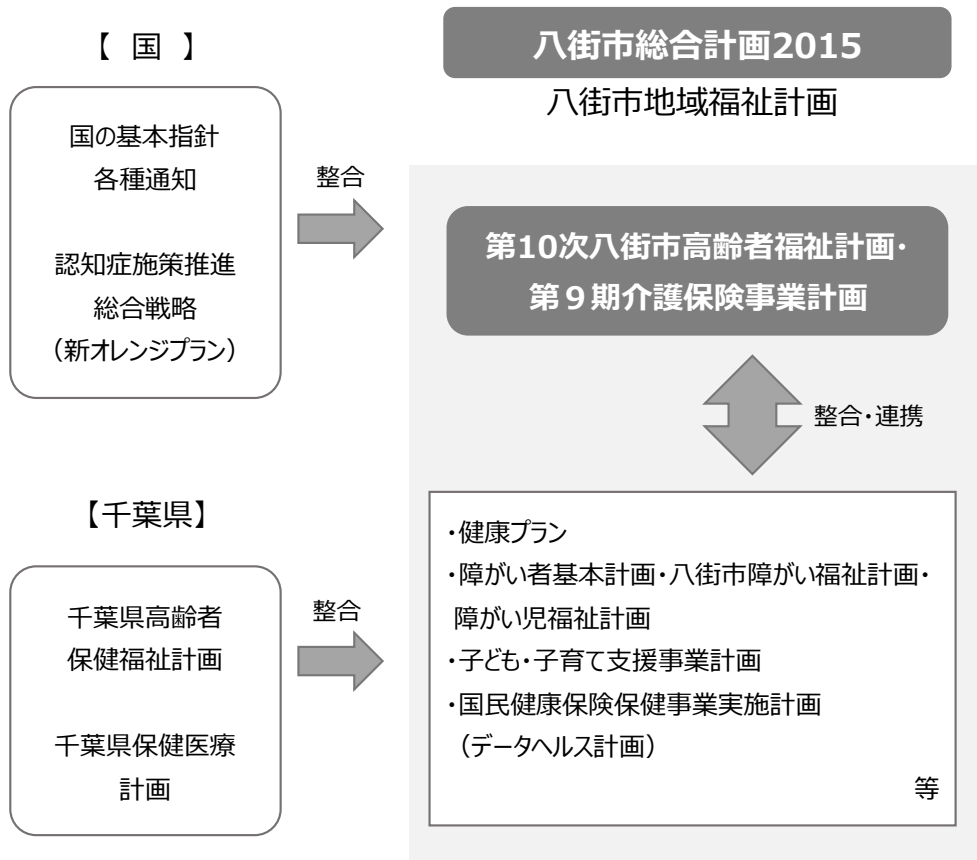 【 国 】
国の基本指針
各種通知
認知症施策推進
総合戦略
（新オレンジプラン）
整合
【千葉県】
千葉県高齢者
保健福祉計画
千葉県保健医療
計画
整合
八街市総合計画2015
八街市地域福祉計画
第10次八街市高齢者福祉計画・
第９期介護保険事業計画
整合・連携
・健康プラン
・障がい者基本計画・八街市障がい福祉計画・
障がい児福祉計画
・子ども・子育て支援事業計画
・国民健康保険保健事業実施計画
（データヘルス計画）
等